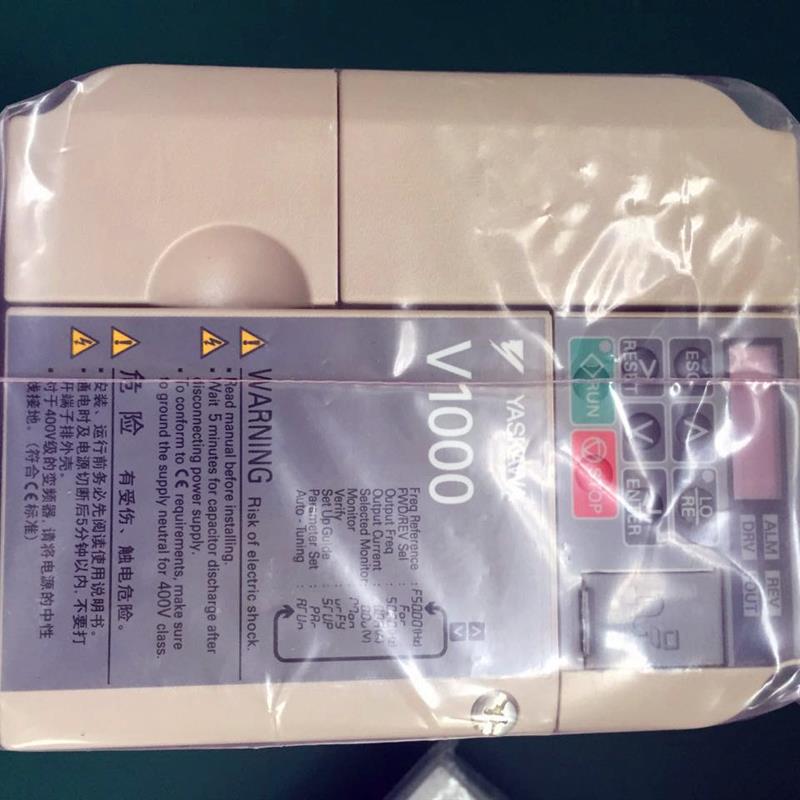 ALM REV
DRV FOUT
ESC
LO
RE
RESET
ENTER
RUN
STOP
YASKAWA
V1000
Freq Reference :
FWD/REV Sel : For
Output Freq :
Output Current :
Selected Monitor :
Monitor :
Verify :
Set Up Guide :
Parameter Set :
Auto - Tuning :
WARNING Risk of electric shock.
• Read manual before installing.
• Wait 5 minutes for capacitor discharge after
disconnecting power supply.
• To conform to CE requirements, make sure
to ground the supply neutral for 400V class.
危 险 有受伤、触电危险。
• 安装、运行前务必先阅读使用说明书。
• 通电时及电源切断后5分钟以内,不要打
开端子排外壳。
• 对于400V级的变频器,请将电源的中性
线接地。(符合CE标准)